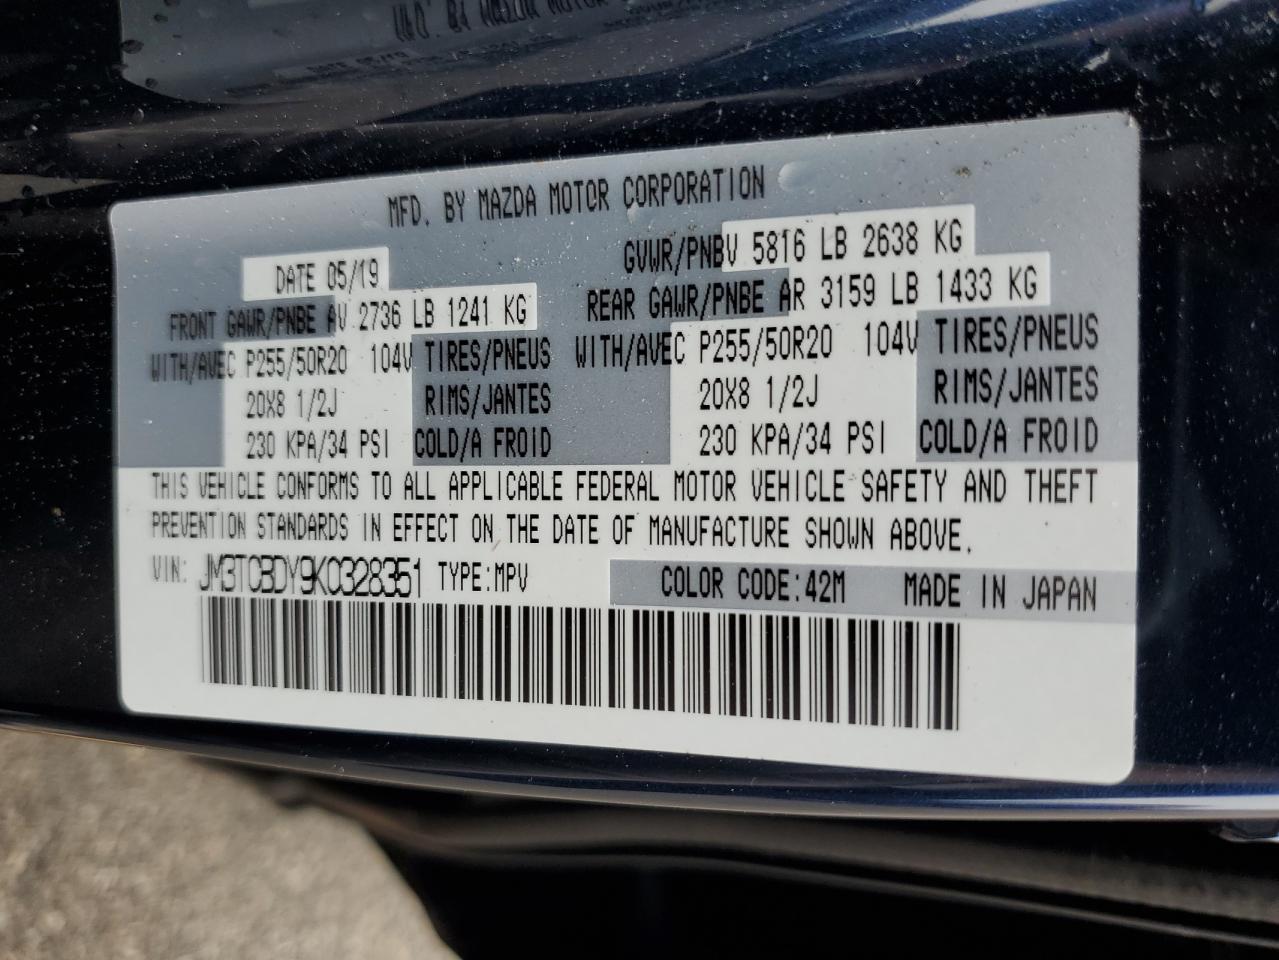 MFD. BY MAZDA MOTOR CORPORATION
DATE 05/19 GVWR/PNBV 5816 LB 2638 KG
FRONT GAWR/PNBE AV 2736 LB 1241 KG REAR GAWR/PNBE AR 3159 LB 1433 KG
WITH/AVEC P255/50R20 104V TIRES/PNEUS WITH/AVEC P255/50R20 104V TIRES/PNEUS
20X8 1/2J RIMS/JANTES 20X8 1/2J RIMS/JANTES
230 KPA/34 PSI COLD/A FROID 230 KPA/34 PSI COLD/A FROID
THIS VEHICLE CONFORMS TO ALL APPLICABLE FEDERAL MOTOR VEHICLE SAFETY AND THEFT
PREVENTION STANDARDS IN EFFECT ON THE DATE OF MANUFACTURE SHOWN ABOVE.
VIN: JM3TCBDY9K0328351 TYPE:MPV COLOR CODE:42M MADE IN JAPAN